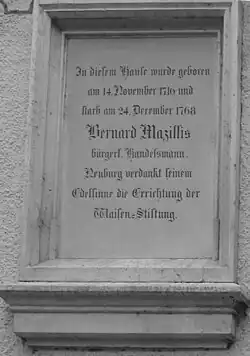 In diesem Hause wurde geboren
am 14. November 1716 und
starb am 24. December 1768
Bernard Mazillis
bürgerl. Handelsmann.
Neuburg verdankt seinem
Edelsinne die Errichtung der
Waisen-Stiftung.